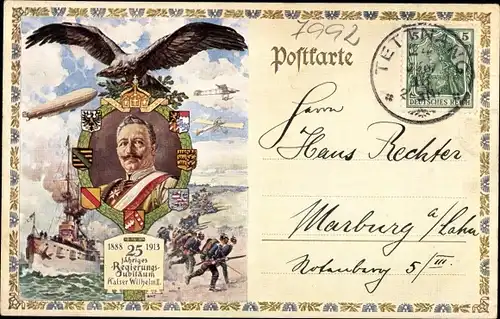 7992
Postkarte
TETTNANG
5
DEUTSCHES REICH
Herrn
Hans Rechter
Marburg a/Lahn
Rotenberg 5/III.
1888 1913
25
jähriges
Regierungs-
Jubiläum
Kaiser Wilhelm II.